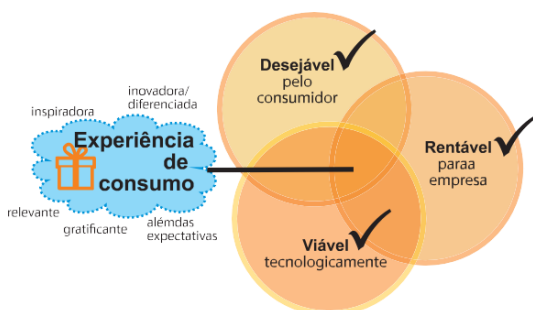 inspiradora
inovadora/
diferenciada
Experiência
de
consumo
relevante
gratificante
alémdas
expectativas
Desejável
pelo
consumidor
Rentável
paraa
empresa
Viável
tecnologicamente